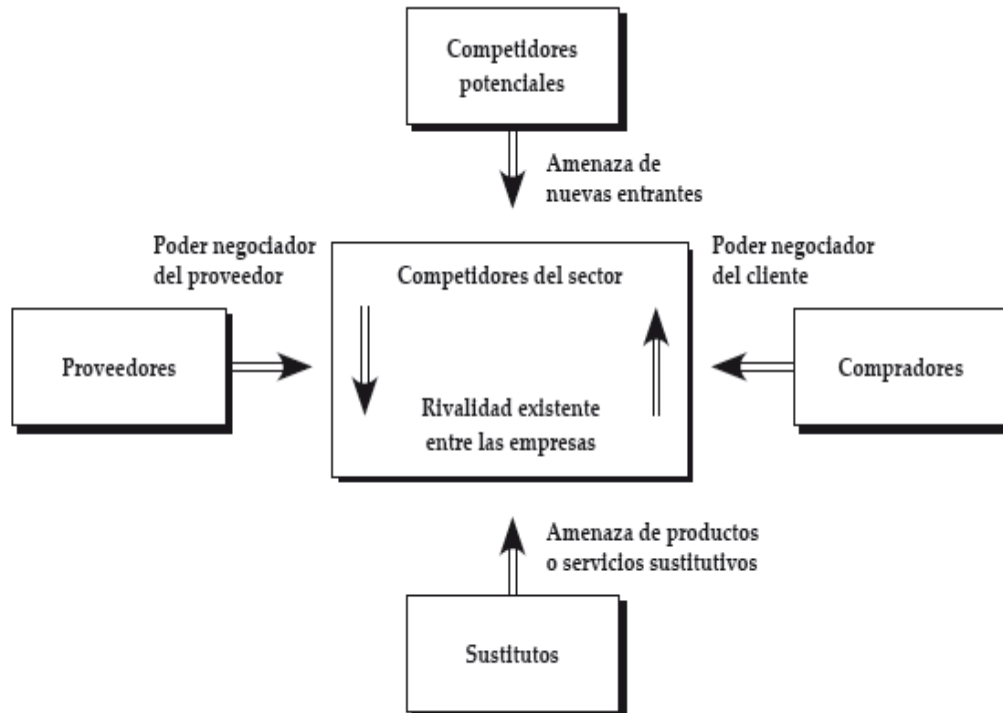 Competidores
potenciales
Amenaza de
nuevas entrantes
Poder negociador
del proveedor
Competidores del sector
Poder negociador
del cliente
Proveedores
Rivalidad existente
entre las empresas
Compradores
Amenaza de productos
o servicios sustitutivos
Sustitutos